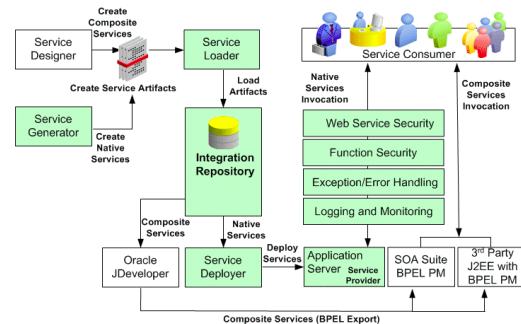 Create
Composite
Services
Service
Designer
Service
Loader
Create Service Artifacts
Service
Generator
Create
Native
Services
Load
Artifacts
Integration
Repository
Composite
Services
Native
Services
Oracle
JDeveloper
Service
Deployer
Deploy
Services
Service Consumer
Native
Services
Invocation
Composite
Services
Invocation
Web Service Security
Function Security
Exception/Error Handling
Logging and Monitoring
Application
Server
Service
Provider
SOA Suite
BPEL PM
3rd Party
J2EE with
BPEL PM
Composite Services (BPEL Export)